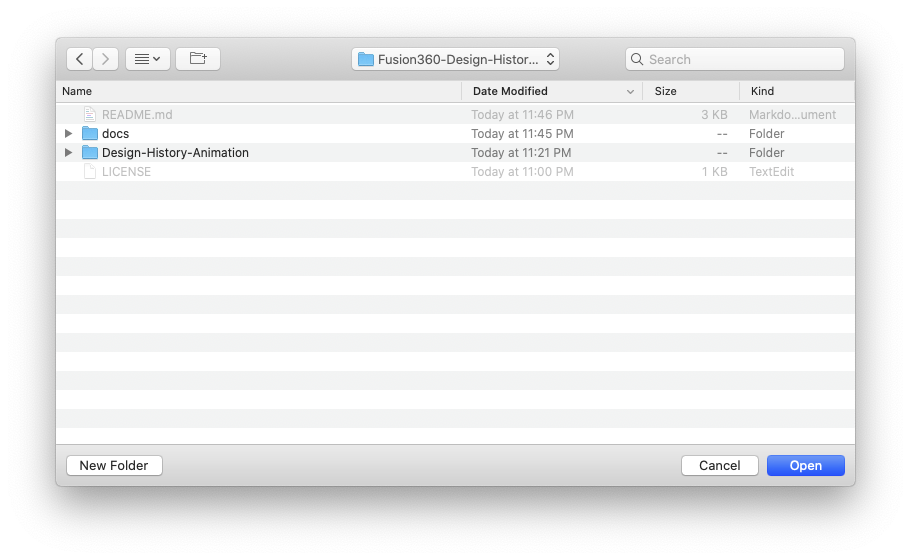 Fusion360-Design-Histor...
Search
Name Date Modified Size Kind
README.md Today at 11:46 PM 3 KB Markdo...ument
docs Today at 11:45 PM -- Folder
Design-History-Animation Today at 11:21 PM -- Folder
LICENSE Today at 11:00 PM 1 KB TextEdit
New Folder Cancel Open